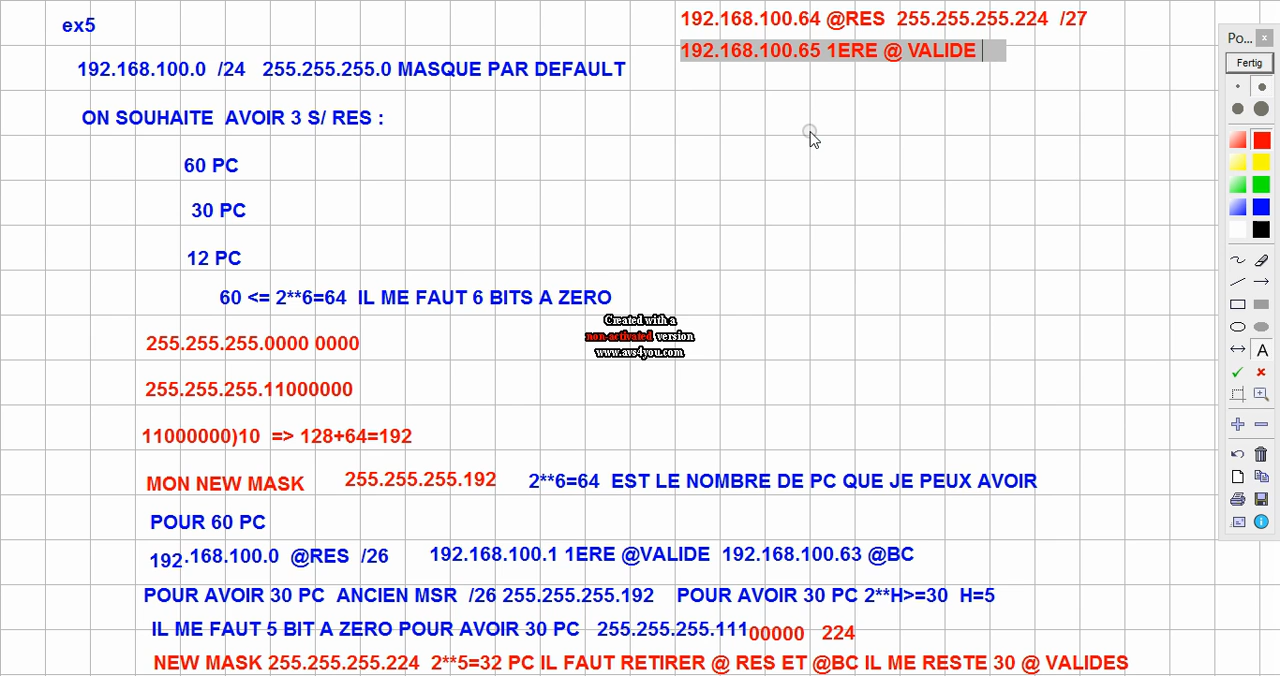 ex5
192.168.100.0 /24 255.255.255.0 MASQUE PAR DEFAULT
ON SOUHAITE AVOIR 3 S/ RES :
60 PC
30 PC
12 PC
60 <= 2**6=64 IL ME FAUT 6 BITS A ZERO
255.255.255.0000 0000
255.255.255.11000000
11000000)10 => 128+64=192
MON NEW MASK 255.255.255.192 2**6=64 EST LE NOMBRE DE PC QUE JE PEUX AVOIR
POUR 60 PC
192.168.100.0 @RES /26 192.168.100.1 1ERE @VALIDE 192.168.100.63 @BC
POUR AVOIR 30 PC ANCIEN MSR /26 255.255.255.192 POUR AVOIR 30 PC 2**H>=30 H=5
IL ME FAUT 5 BIT A ZERO POUR AVOIR 30 PC 255.255.255.11100000 224
NEW MASK 255.255.255.224 2**5=32 PC IL FAUT RETIRER @ RES ET @BC IL ME RESTE 30 @ VALIDES
192.168.100.64 @RES 255.255.255.224 /27
192.168.100.65 1ERE @ VALIDE
Created with a
non-activated version
www.avs4you.com
Po...
Fertig
A